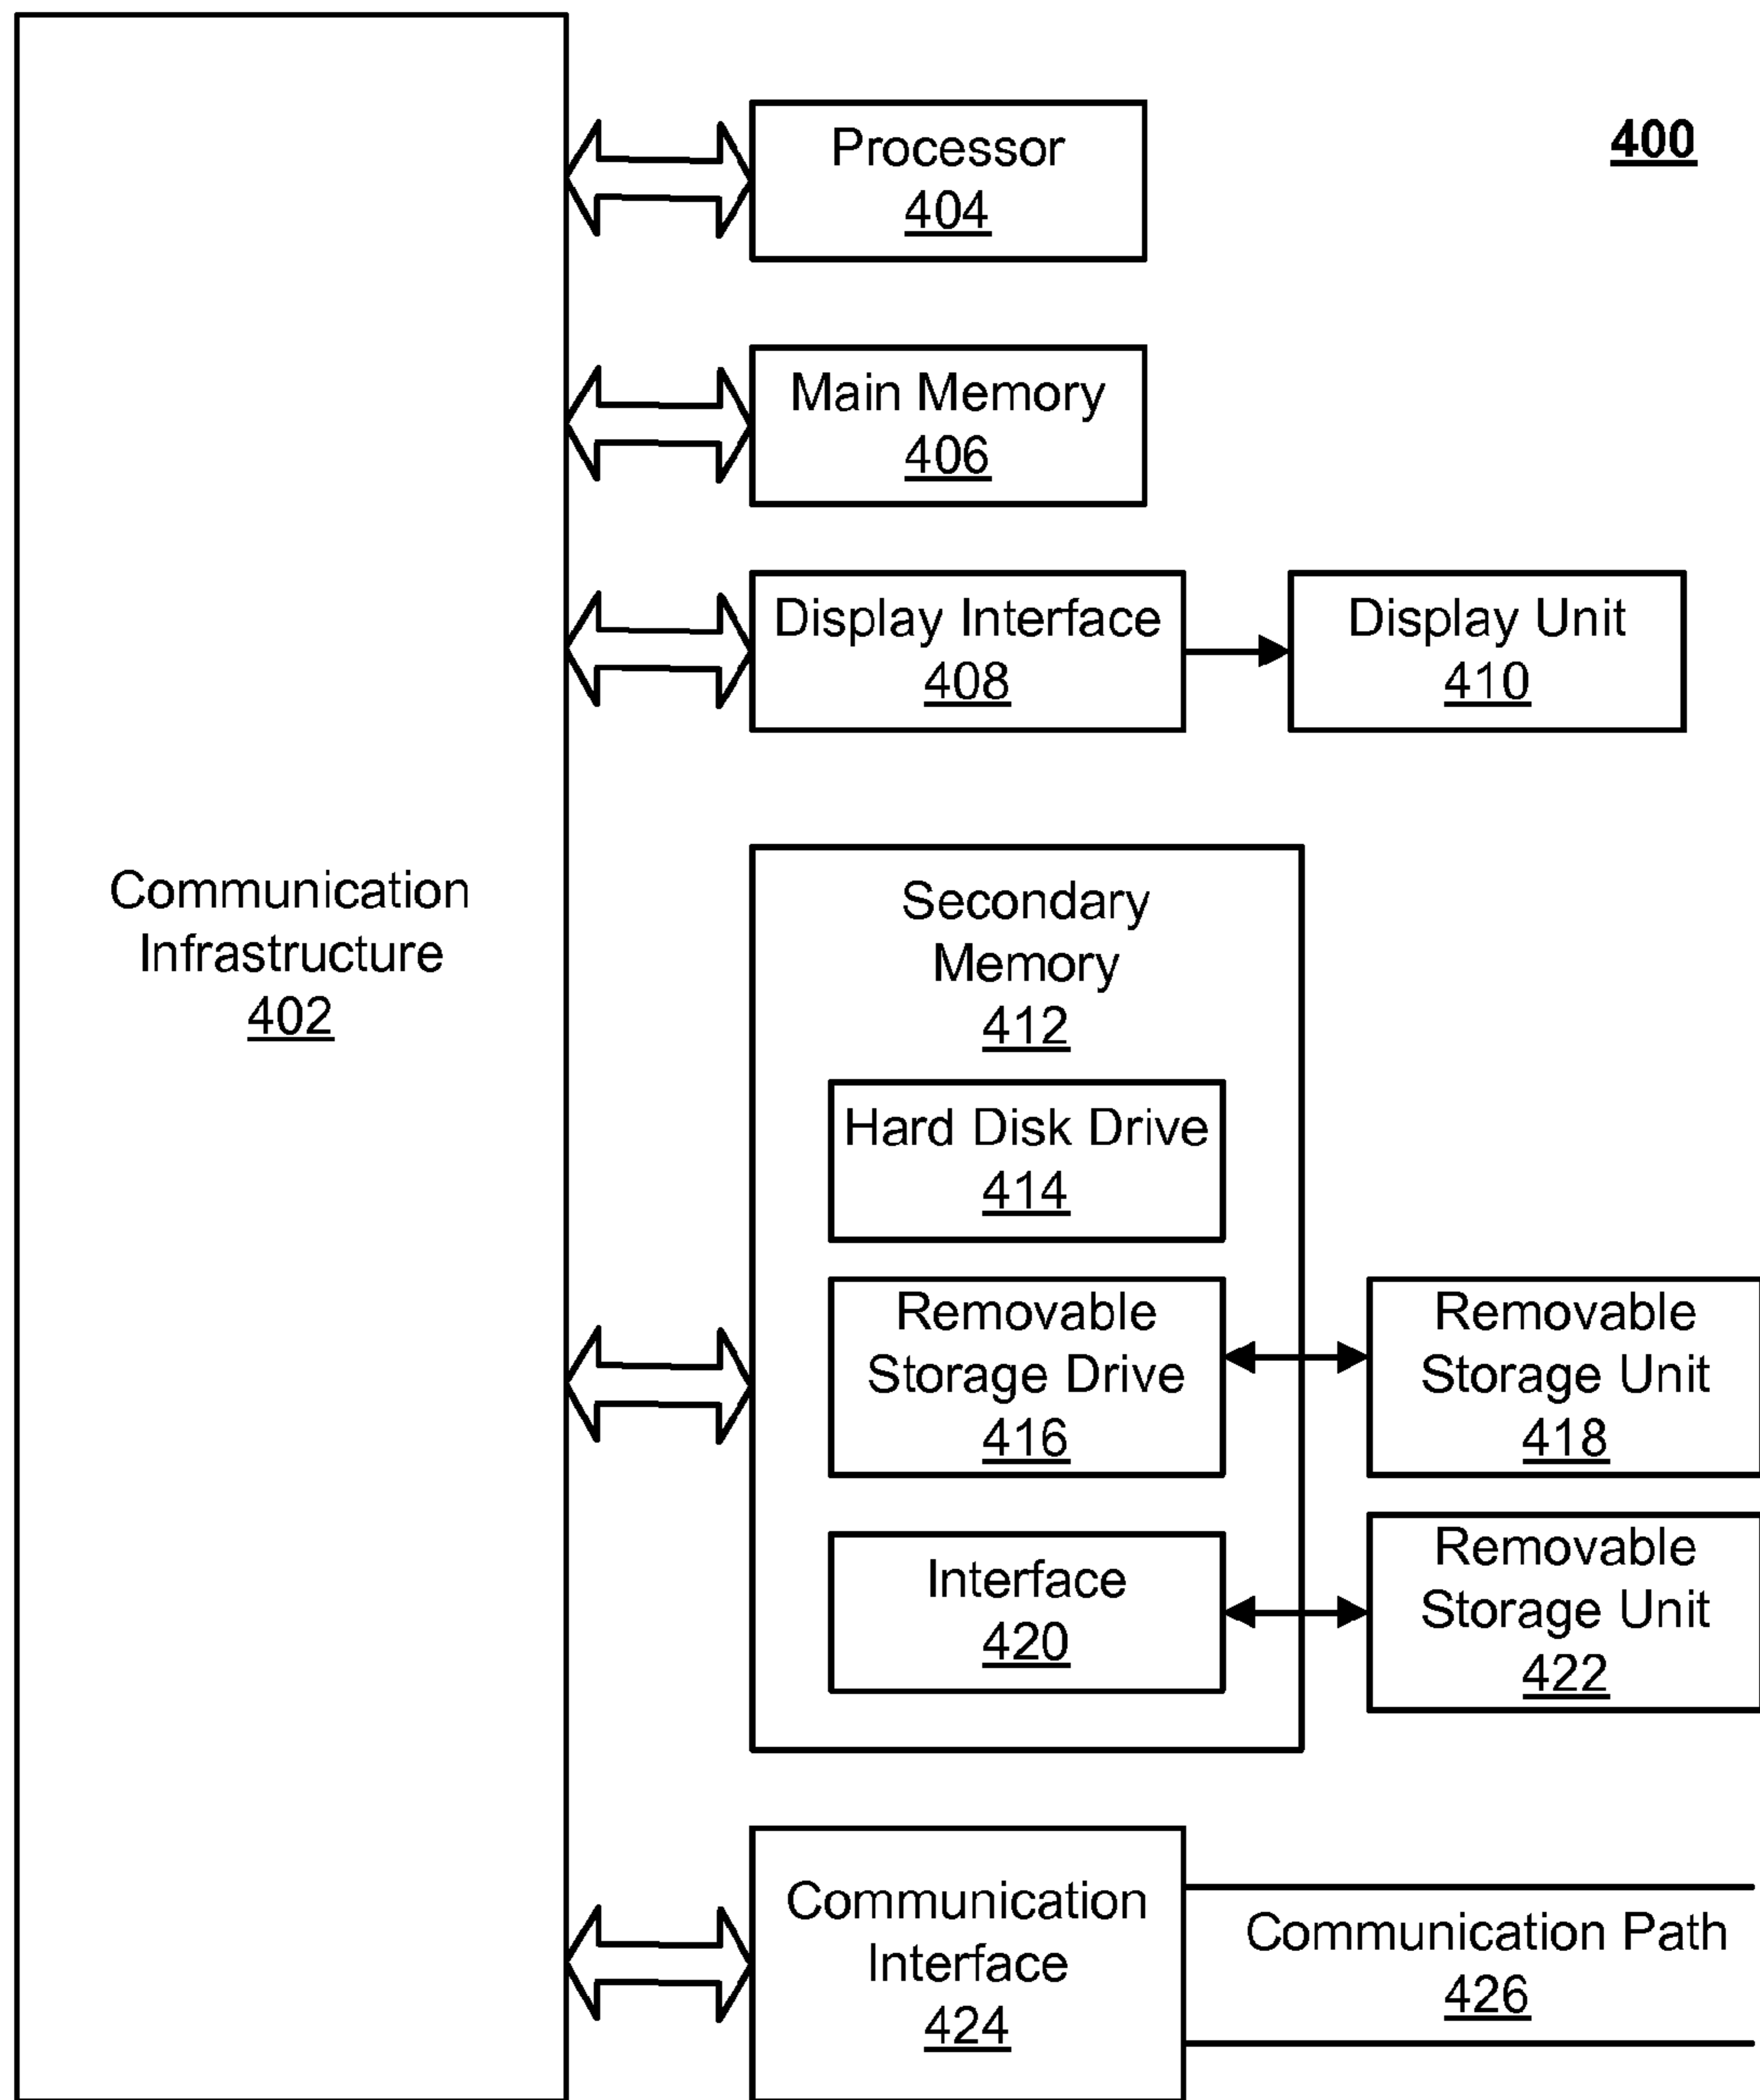 400
Processor
404
Main Memory
406
Display Interface
408
Display Unit
410
Communication
Infrastructure
402
Secondary
Memory
412
Hard Disk Drive
414
Removable
Storage Drive
416
Removable
Storage Unit
418
Interface
420
Removable
Storage Unit
422
Communication
Interface
424
Communication Path
426